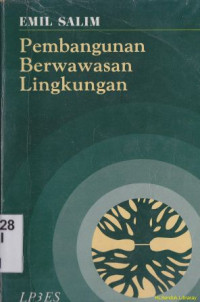 EMIL SALIM
Pembangunan
Berwawasan
Lingkungan
28
I
LP3ES